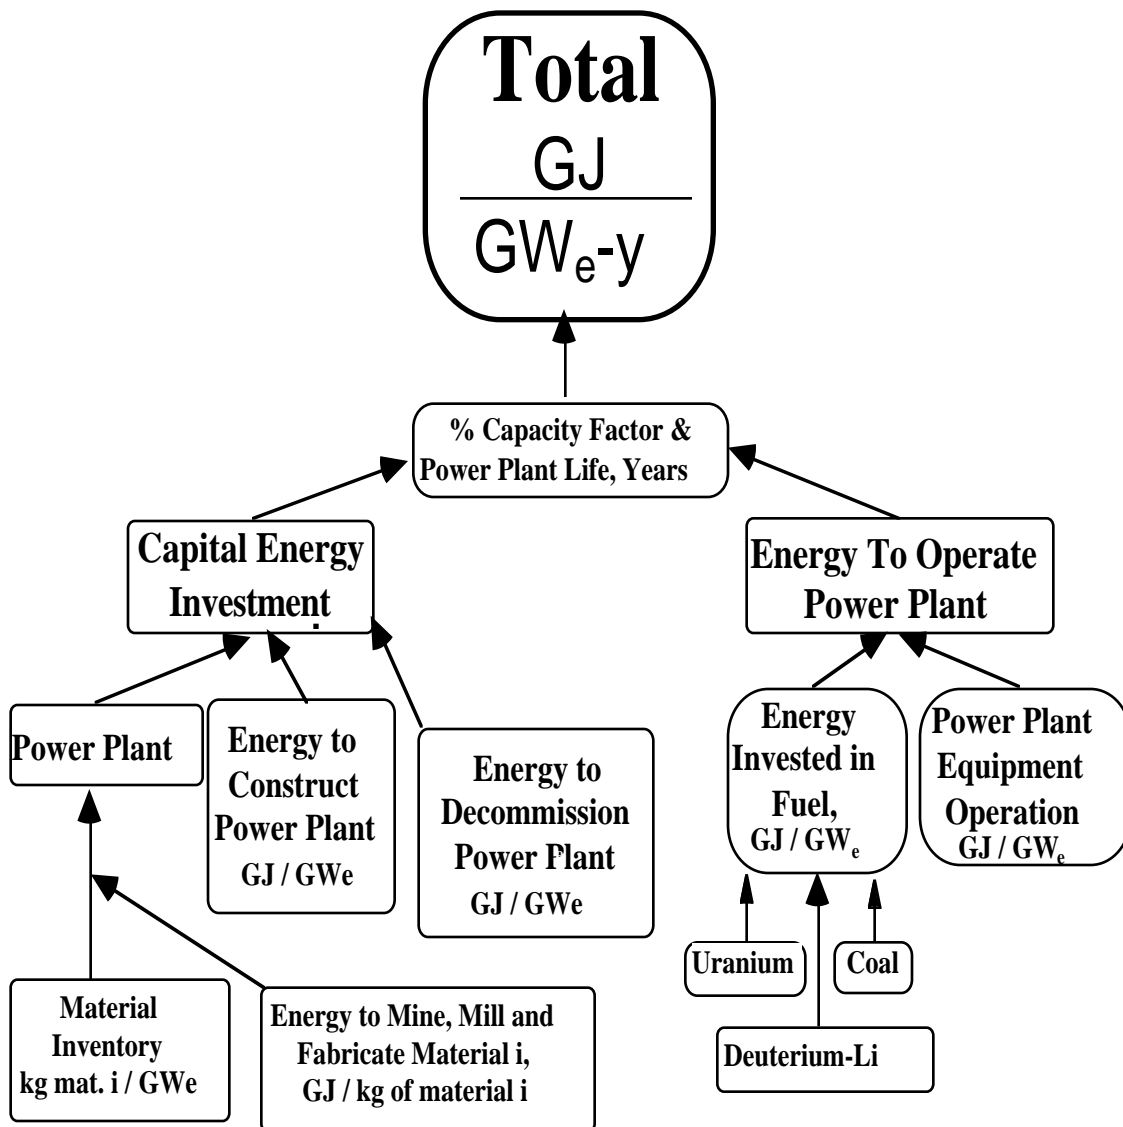 Total
GJ
GWe-y
% Capacity Factor &
Power Plant Life, Years
Capital Energy
Investment
Energy To Operate
Power Plant
Power Plant
Energy to
Construct
Power Plant
GJ / GWe
Energy to
Decommission
Power Plant
GJ / GWe
Energy
Invested in
Fuel,
GJ / GWe
Power Plant
Equipment
Operation
GJ / GWe
Uranium
Coal
Deuterium-Li
Material
Inventory
kg mat. i / GWe
Energy to Mine, Mill and
Fabricate Material i,
GJ / kg of material i